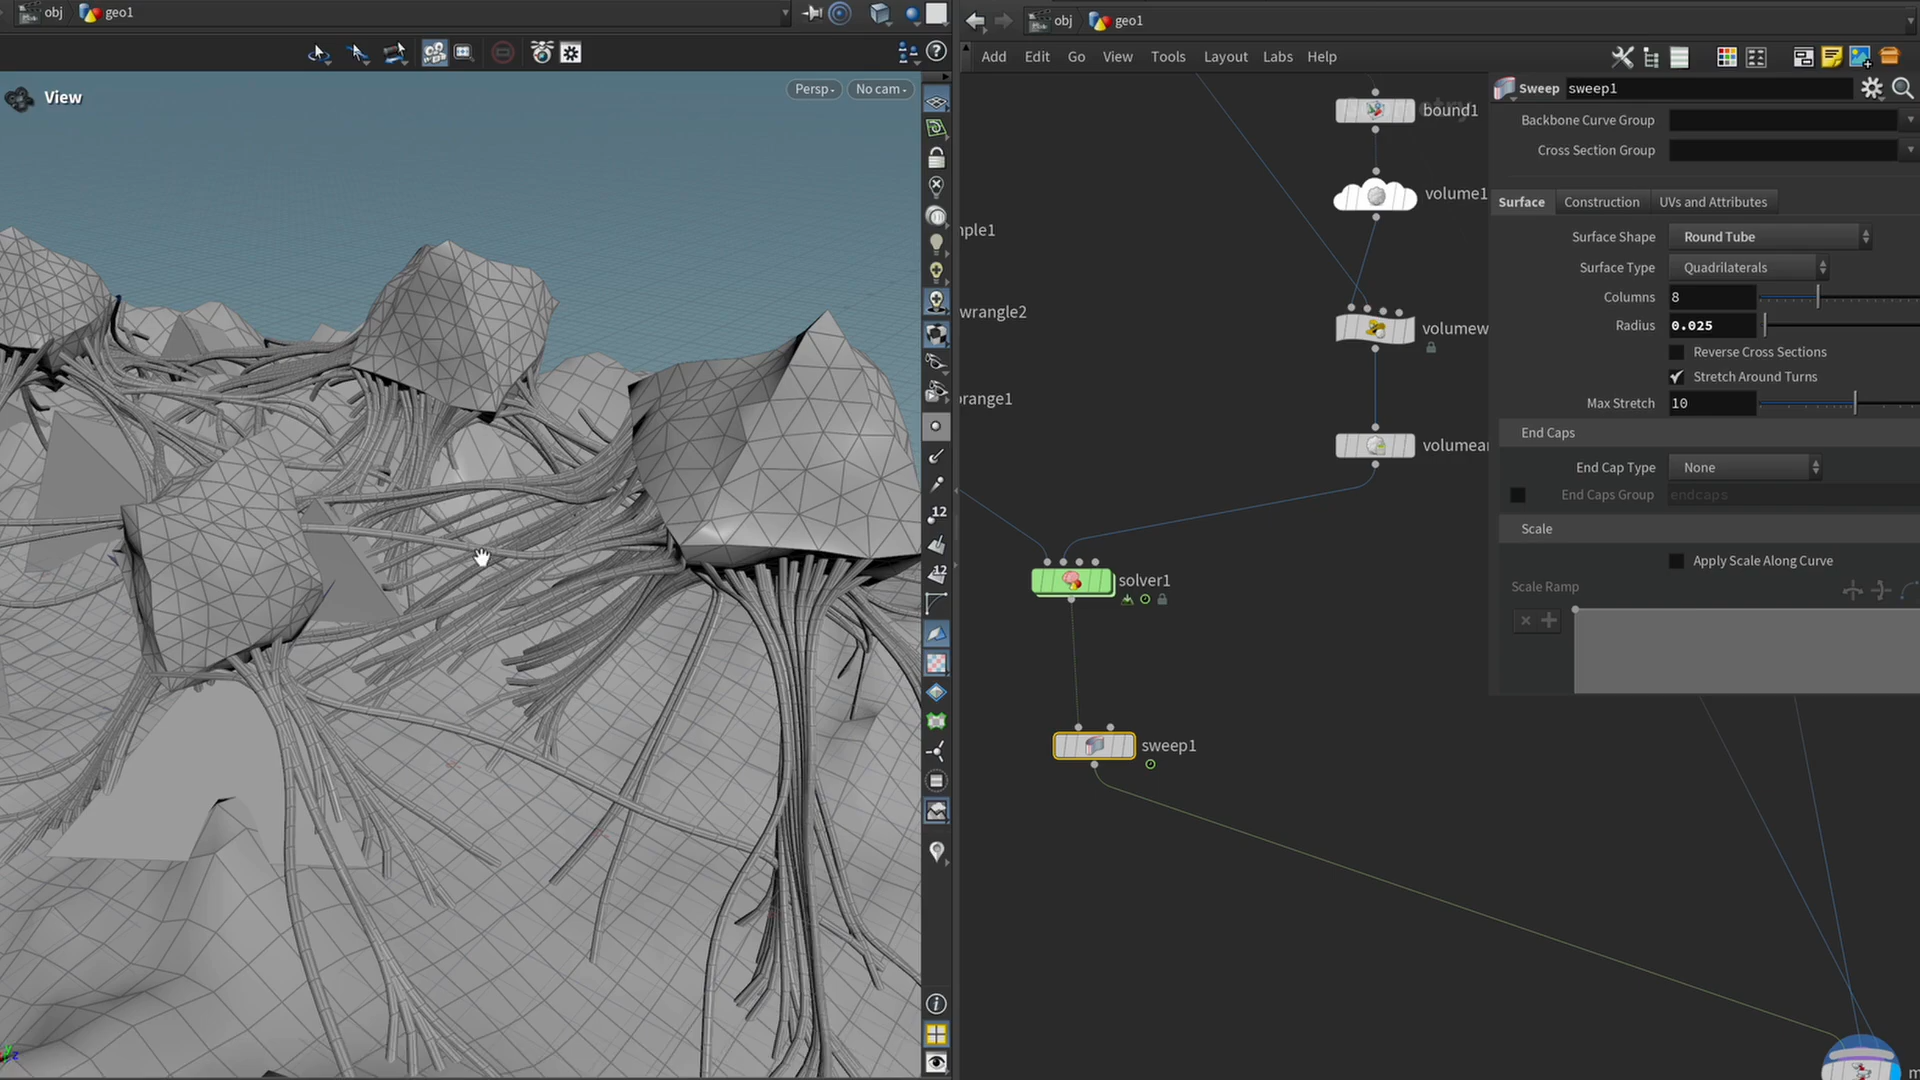 obj
geo1
View
Persp
No cam
12
12
obj
geo1
Add
Edit
Go
View
Tools
Layout
Labs
Help
bound1
volume1
mple1
wrangle2
orange1
volumew
volumear
solver1
sweep1
Sweep
sweep1
Backbone Curve Group
Cross Section Group
Surface
Construction
UVs and Attributes
Surface Shape
Round Tube
Surface Type
Quadrilaterals
Columns
8
Radius
0.025
Reverse Cross Sections
Stretch Around Turns
Max Stretch
10
End Caps
End Cap Type
None
End Caps Group
endcaps
Scale
Apply Scale Along Curve
Scale Ramp
m